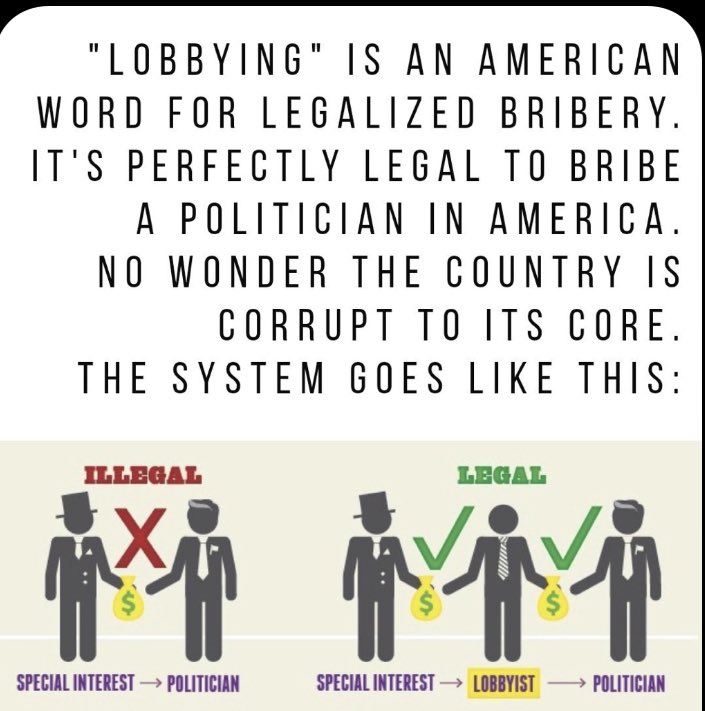 "LOBBYING" IS AN AMERICAN
WORD FOR LEGALIZED BRIBERY.
IT'S PERFECTLY LEGAL TO BRIBE
A POLITICIAN IN AMERICA.
NO WONDER THE COUNTRY IS
CORRUPT TO ITS CORE.
THE SYSTEM GOES LIKE THIS:
ILLEGAL
X
$
SPECIAL INTEREST → POLITICIAN
LEGAL
$ $
SPECIAL INTEREST → LOBBYIST → POLITICIAN